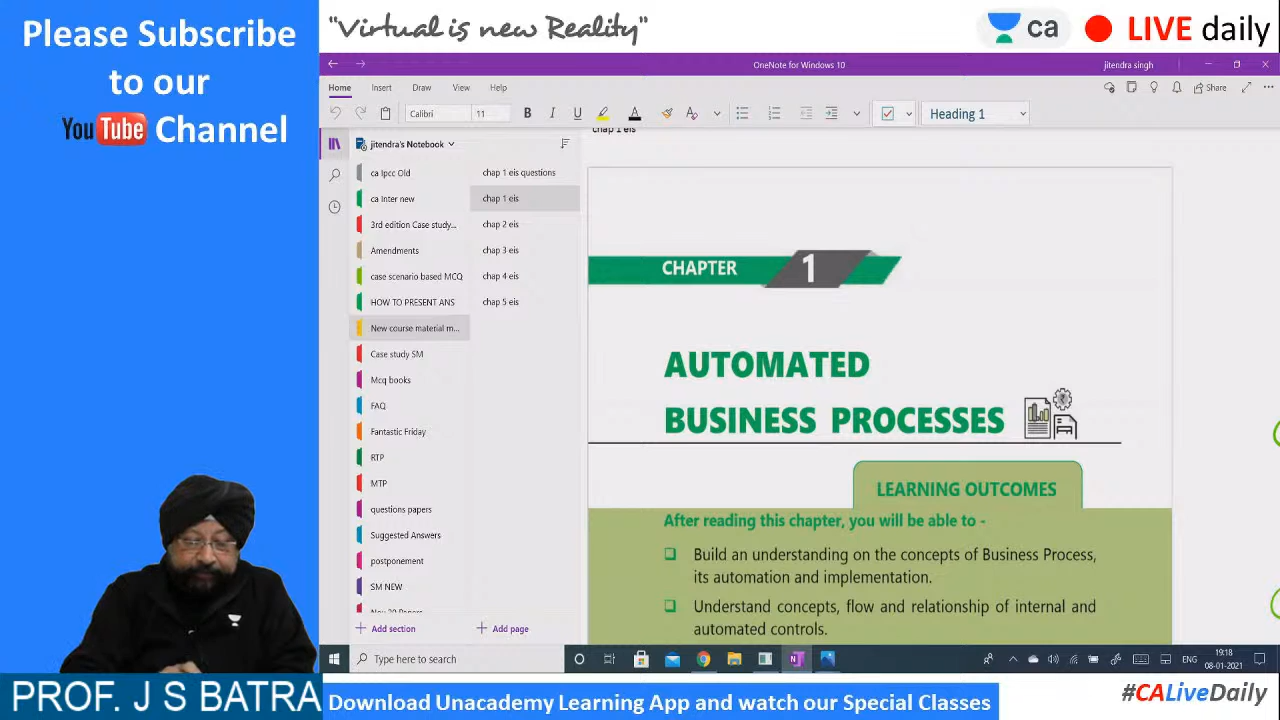 Please Subscribe
to our
YouTube Channel
"Virtual is new Reality"
ca LIVE daily
OneNote for Windows 10
jitendra singh
Home Insert Draw View Help
Share
Calibri 11 B I U A Heading 1
chap 1 eis
jitendra's Notebook
ca Ipcc Old
ca Inter new
3rd edition Case study...
Amendments
case scenario based MCQ
HOW TO PRESENT ANS
New course material m...
Case study SM
Mcq books
FAQ
Fantastic Friday
RTP
MTP
questions papers
Suggested Answers
postponement
SM NEW
Nov 20 Papers
+ Add section
chap 1 eis questions
chap 1 eis
chap 2 eis
chap 3 eis
chap 4 eis
chap 5 eis
+ Add page
CHAPTER 1
AUTOMATED
BUSINESS PROCESSES
LEARNING OUTCOMES
After reading this chapter, you will be able to -
Build an understanding on the concepts of Business Process,
its automation and implementation.
Understand concepts, flow and relationship of internal and
automated controls.
Type here to search
ENG
19:18
08-01-2021
PROF. J S BATRA
Download Unacademy Learning App and watch our Special Classes
#CALiveDaily